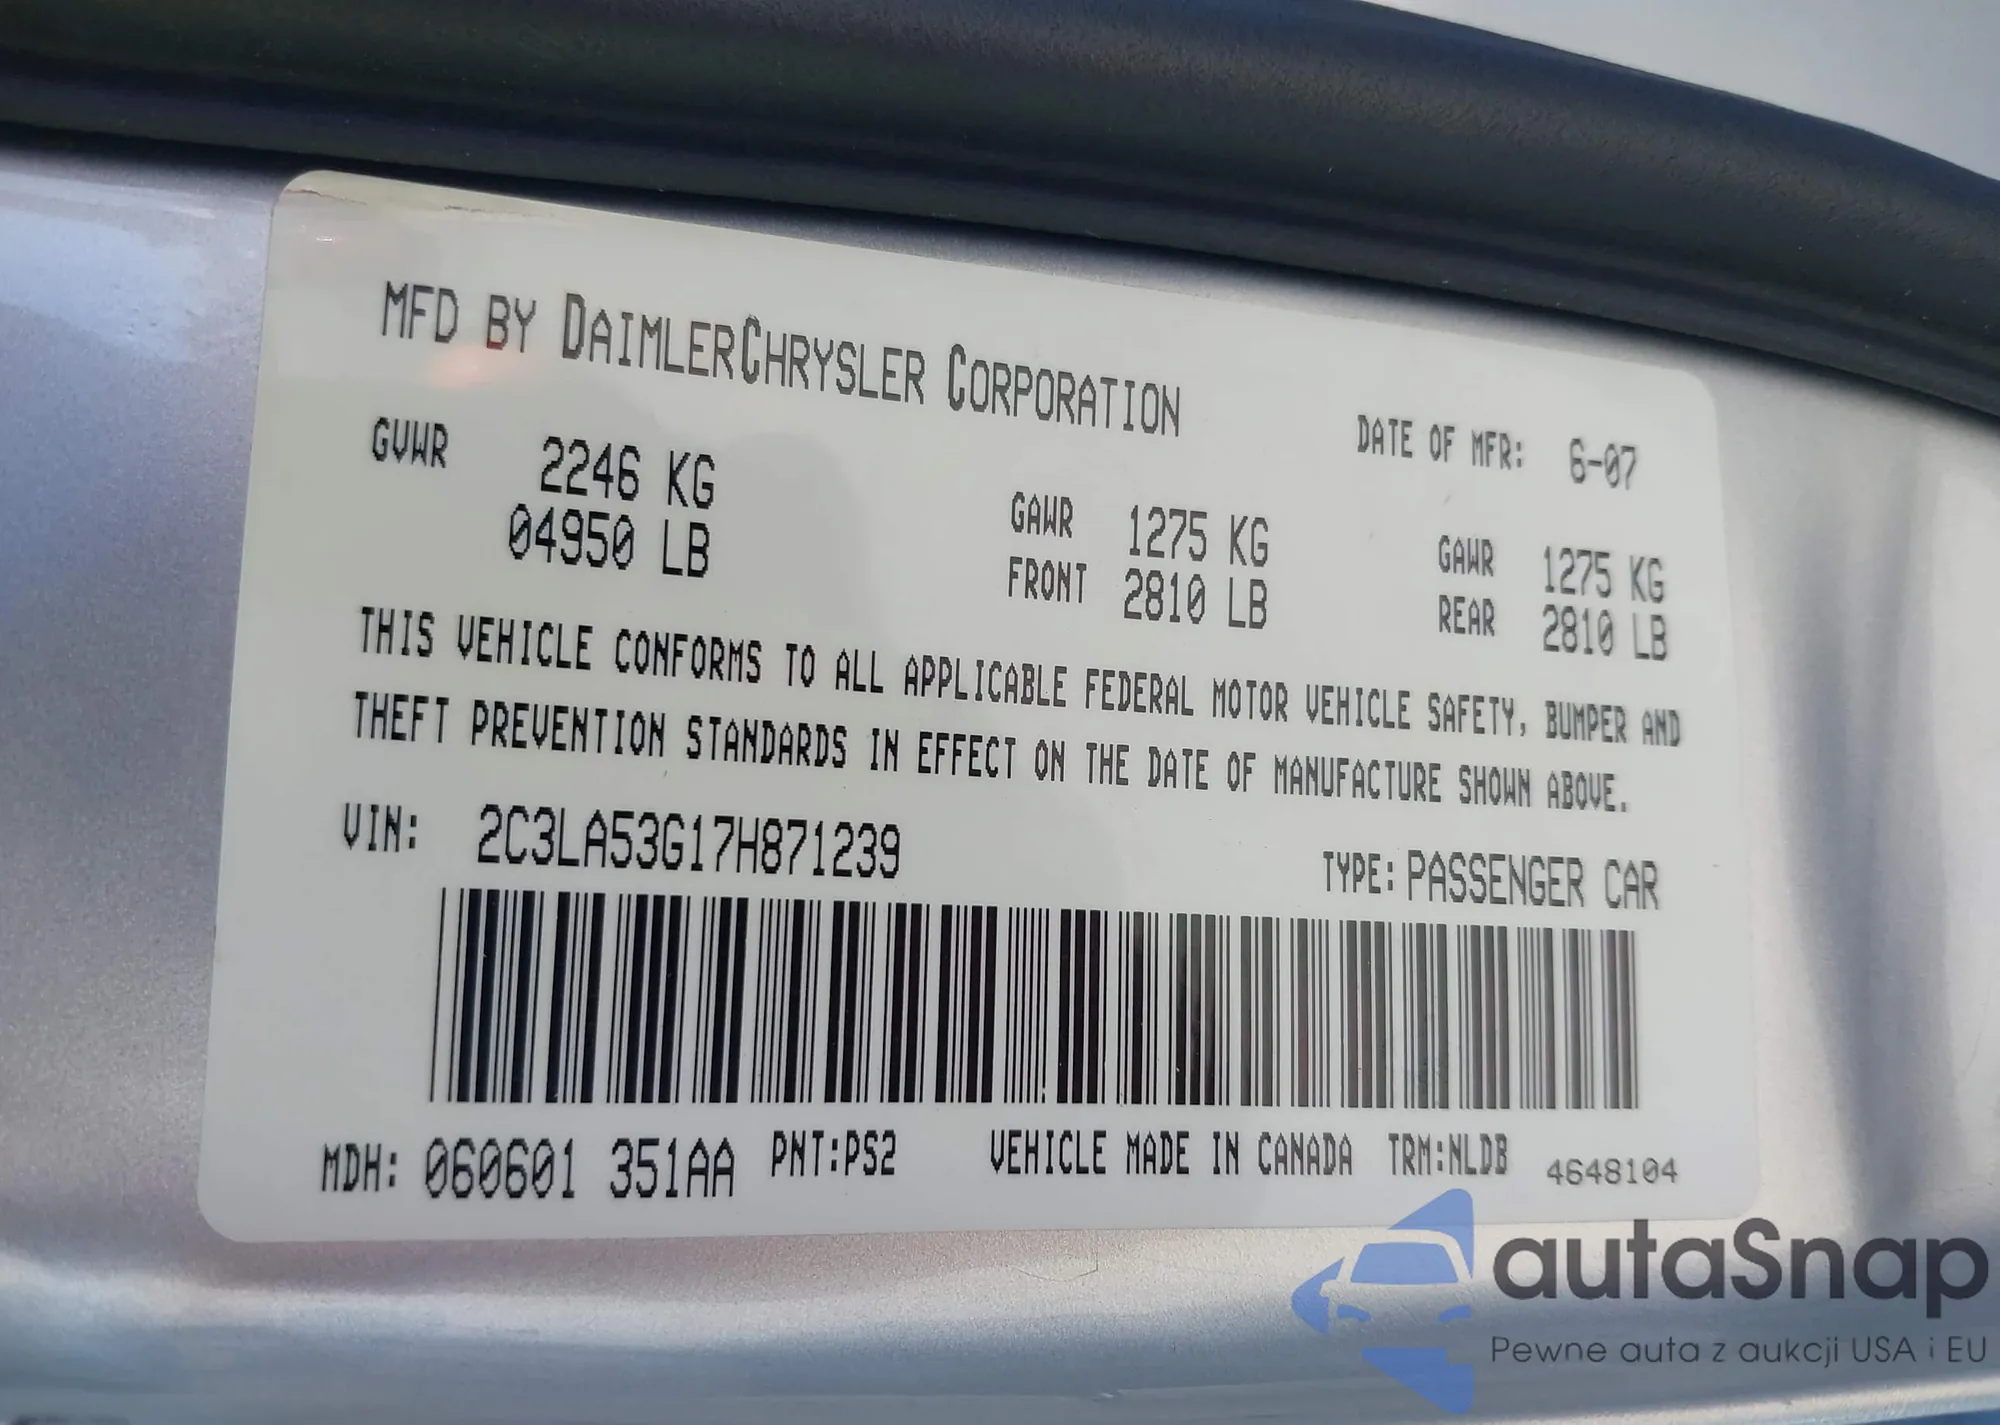 MFD BY DAIMLERCHRYSLER CORPORATION
DATE OF MFR: 6-07
GVWR 2246 KG
04950 LB
GAWR 1275 KG
FRONT 2810 LB
GAWR 1275 KG
REAR 2810 LB
THIS VEHICLE CONFORMS TO ALL APPLICABLE FEDERAL MOTOR VEHICLE SAFETY, BUMPER AND
THEFT PREVENTION STANDARDS IN EFFECT ON THE DATE OF MANUFACTURE SHOWN ABOVE.
VIN: 2C3LA53G17H871239
TYPE: PASSENGER CAR
MDH: 060601 351AA PNT:PS2 VEHICLE MADE IN CANADA TRM:NLDB 4648104
autaSnap
Pewne auta z aukcji USA i EU